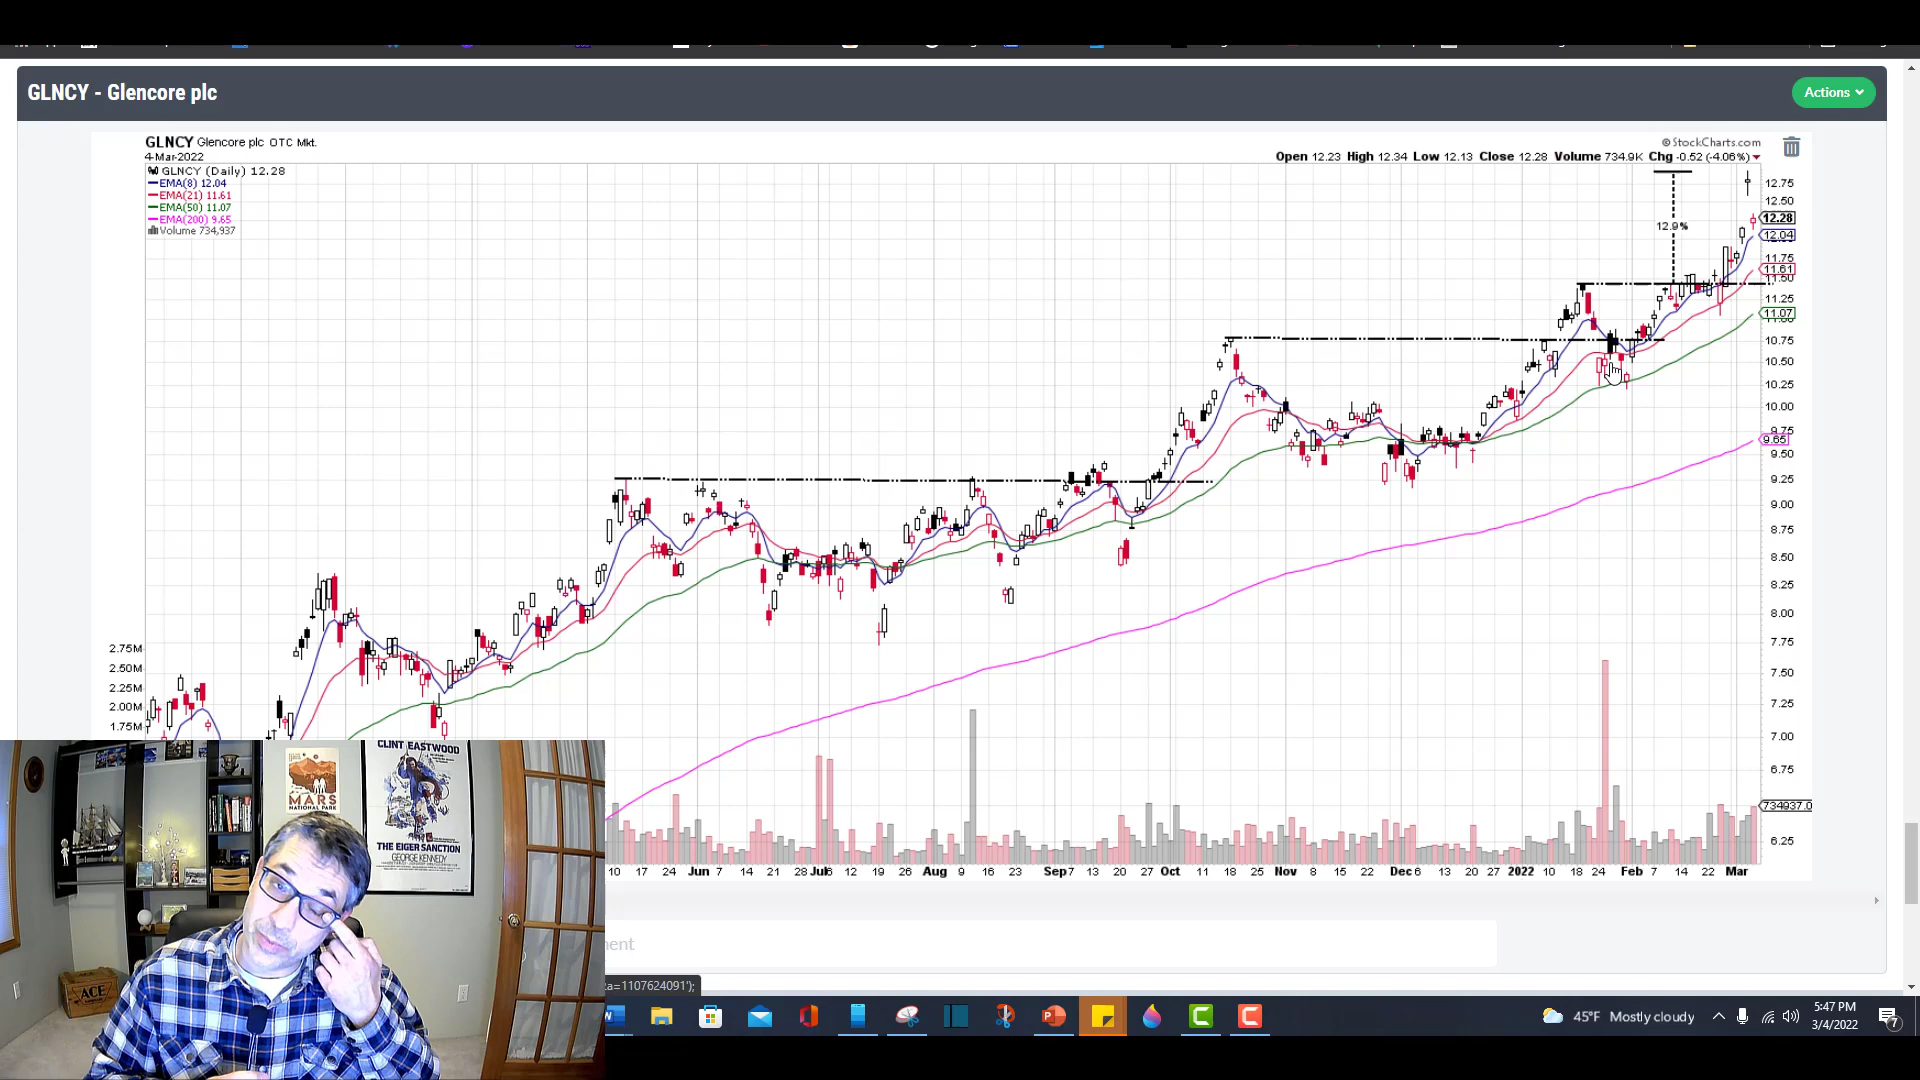 GLNCY - Glencore plc
Actions
GLNCY Glencore plc OTC Mkt.
© StockCharts.com
4-Mar-2022
Open 12.23 High 12.34 Low 12.13 Close 12.28 Volume 734.9K Chg -0.52 (-4.06%)
GLNCY (Daily) 12.28
EMA(8) 12.04
EMA(21) 11.61
EMA(50) 11.07
EMA(200) 9.65
Volume 734,937
12.9%
12.75
12.50
12.28
12.04
11.75
11.61
11.50
11.25
11.07
10.75
10.50
10.25
10.00
9.75
9.65
9.50
9.25
9.00
8.75
8.50
8.25
8.00
7.75
7.50
7.25
7.00
6.75
734937.0
6.25
2.75M
2.50M
2.25M
2.00M
1.75M
10 17 24 Jun 7 14 21 28 Jul 6 12 19 26 Aug 9 16 23 Sep 7 13 20 27 Oct 11 18 25 Nov 8 15 22 Dec 6 13 20 27 2022 10 18 24 Feb 7 14 22 Mar
CLINT EASTWOOD
THE EIGER SANCTION
GEORGE KENNEDY
MARS
NATIONAL PARK
ACE
ment
a=1107624091');
45°F Mostly cloudy
5:47 PM
3/4/2022
7